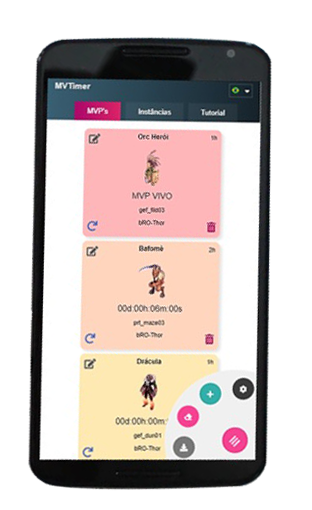 MVTimer
MVP's Instâncias Tutorial
Orc Herói 1h
MVP VIVO
gef_fild03
bRO-Thor
Bafomé 2h
00d:00h:06m:00s
prt_maze03
bRO-Thor
Drácula 1h
00d:00h:00m:
gef_dun01
bRO-Thor